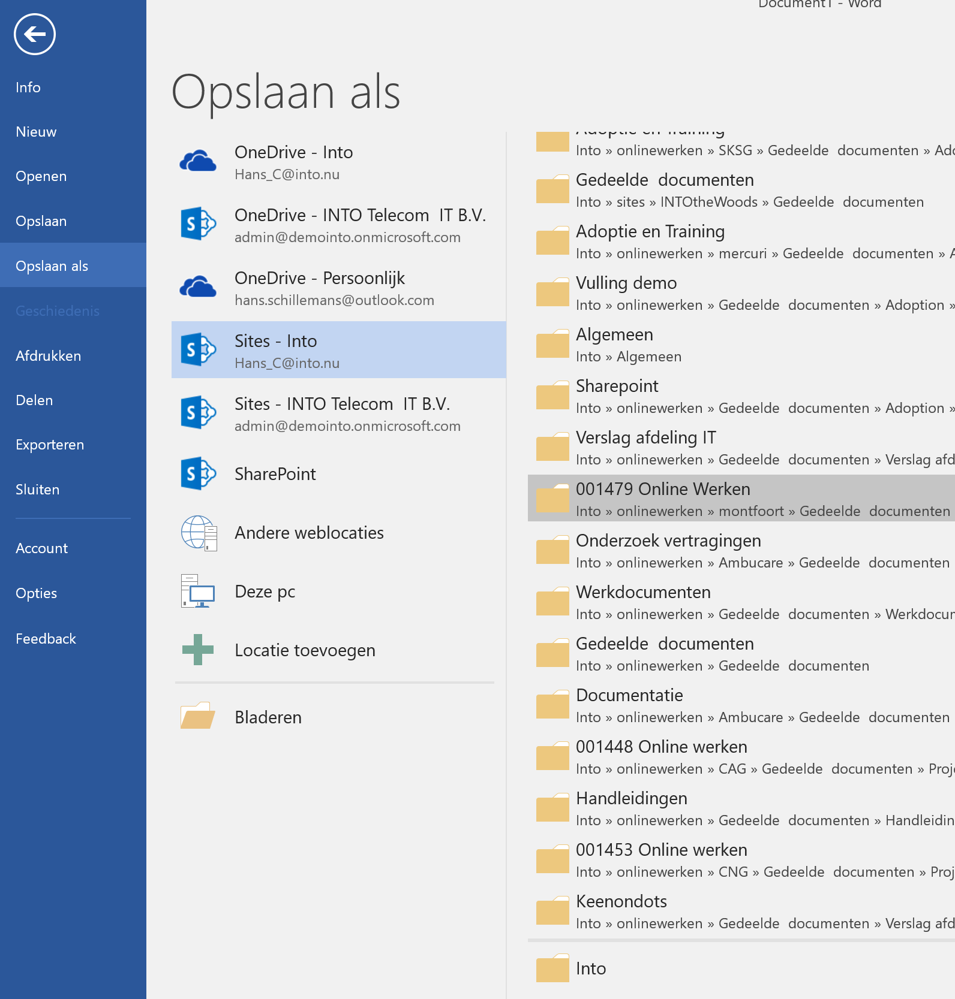 Document1 - Word
Info
Nieuw
Openen
Opslaan
Opslaan als
Geschiedenis
Afdrukken
Delen
Exporteren
Sluiten
Account
Opties
Feedback
Opslaan als
OneDrive - Into
Hans_C@into.nu
OneDrive - INTO Telecom  IT B.V.
admin@demointo.onmicrosoft.com
OneDrive - Persoonlijk
hans.schillemans@outlook.com
Sites - Into
Hans_C@into.nu
Sites - INTO Telecom  IT B.V.
admin@demointo.onmicrosoft.com
SharePoint
Andere weblocaties
Deze pc
Locatie toevoegen
Bladeren
Adoptie en Training
Into » onlinewerken » SKSG » Gedeelde  documenten » Ado
Gedeelde  documenten
Into » sites » INTOtheWoods » Gedeelde  documenten
Adoptie en Training
Into » onlinewerken » mercuri » Gedeelde  documenten » A
Vulling demo
Into » onlinewerken » Gedeelde  documenten » Adoption »
Algemeen
Into » Algemeen
Sharepoint
Into » onlinewerken » Gedeelde  documenten » Adoption »
Verslag afdeling IT
Into » onlinewerken » Gedeelde  documenten » Verslag afd
001479 Online Werken
Into » onlinewerken » montfoort » Gedeelde  documenten
Onderzoek vertragingen
Into » onlinewerken » Ambucare » Gedeelde  documenten
Werkdocumenten
Into » onlinewerken » Gedeelde  documenten » Werkdocum
Gedeelde  documenten
Into » onlinewerken » Gedeelde  documenten
Documentatie
Into » onlinewerken » Ambucare » Gedeelde  documenten
001448 Online werken
Into » onlinewerken » CAG » Gedeelde  documenten » Proje
Handleidingen
Into » onlinewerken » Gedeelde  documenten » Handleidin
001453 Online werken
Into » onlinewerken » CNG » Gedeelde  documenten » Proj
Keenondots
Into » onlinewerken » Gedeelde  documenten » Verslag afd
Into